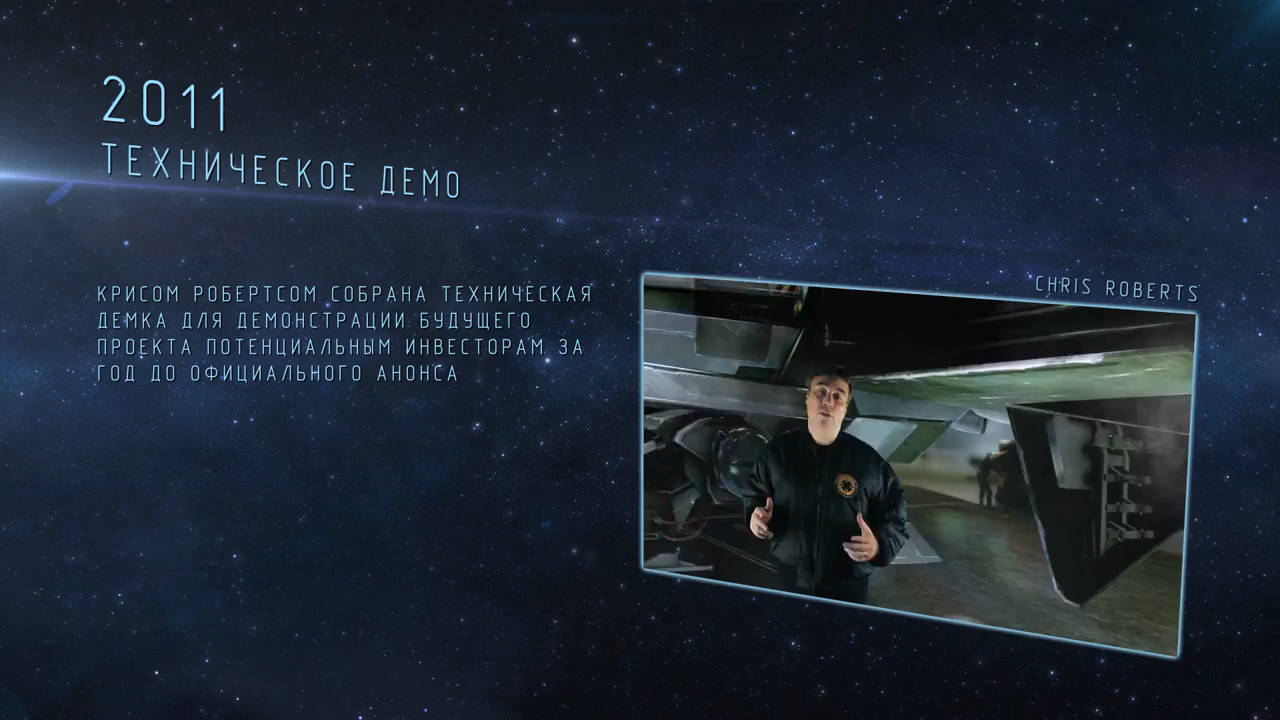 2011
ТЕХНИЧЕСКОЕ ДЕМО
КРИСОМ РОБЕРТСОМ СОБРАНА ТЕХНИЧЕСКАЯ
ДЕМКА ДЛЯ ДЕМОНСТРАЦИИ БУДУЩЕГО
ПРОЕКТА ПОТЕНЦИАЛЬНЫМ ИНВЕСТОРАМ ЗА
ГОД ДО ОФИЦИАЛЬНОГО АНОНСА
CHRIS ROBERTS